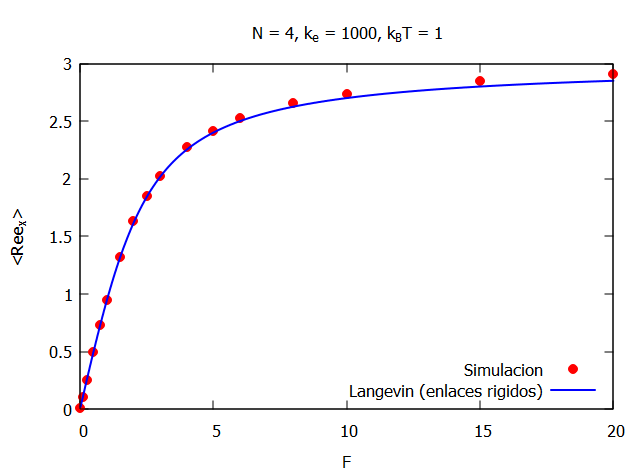 N = 4, kₑ = 1000, k_BT = 1
3
2.5
2
1.5
1
0.5
0
<Reeₓ>
Simulacion
Langevin (enlaces rigidos)
0 5 10 15 20
F